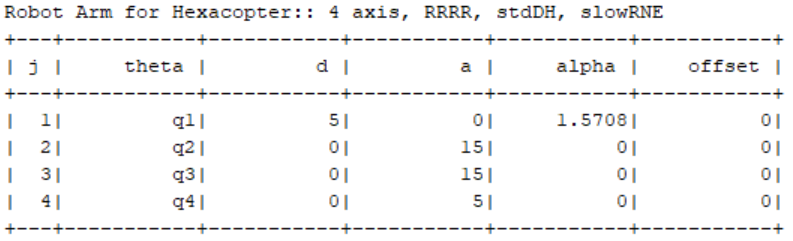 Robot Arm for Hexacopter:: 4 axis, RRRR, stdDH, slowRNE
+---+-----------+-----------+-----------+-----------+-----------+
| j |     theta |         d |         a |     alpha |    offset |
+---+-----------+-----------+-----------+-----------+-----------+
|  1|         q1|          5|          0|     1.5708|          0|
|  2|         q2|          0|         15|          0|          0|
|  3|         q3|          0|         15|          0|          0|
|  4|         q4|          0|          5|          0|          0|
+---+-----------+-----------+-----------+-----------+-----------+